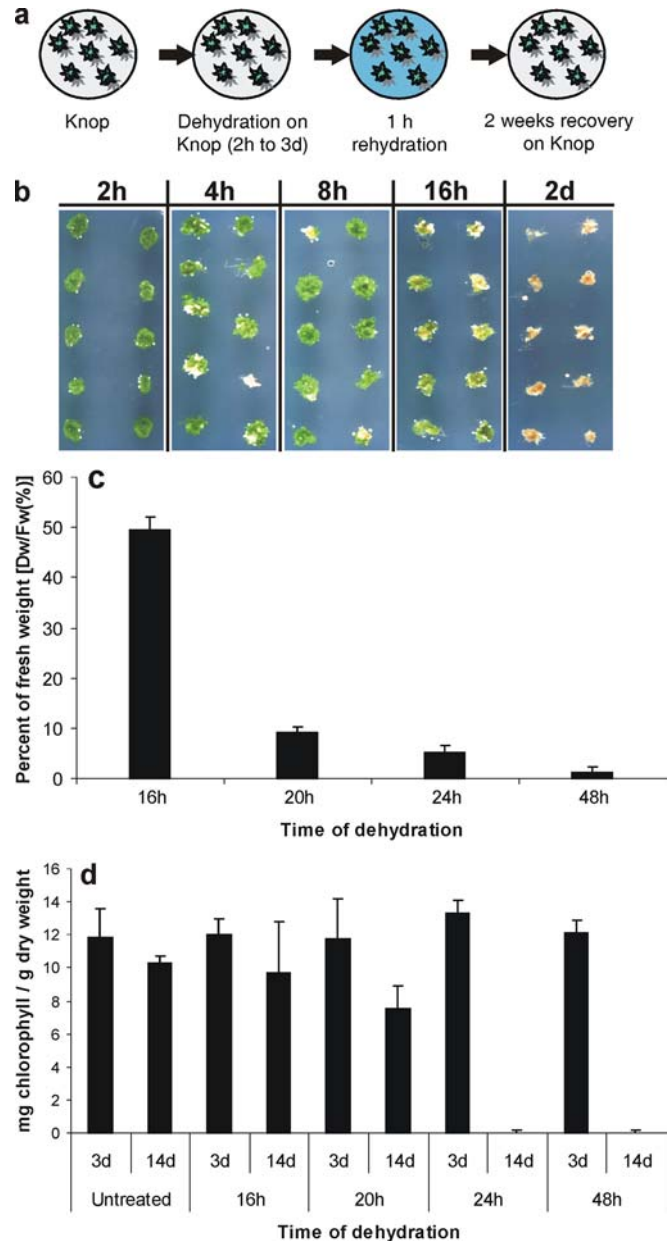 a
Knop
Dehydration on
Knop (2h to 3d)
1 h
rehydration
2 weeks recovery
on Knop
b
2h 4h 8h 16h 2d
c
Percent of fresh weight [Dw/Fw(%)]
60
50
40
30
20
10
0
16h 20h 24h 48h
Time of dehydration
d
mg chlorophyll / g dry weight
16
14
12
10
8
6
4
2
0
3d 14d 3d 14d 3d 14d 3d 14d 3d 14d
Untreated 16h 20h 24h 48h
Time of dehydration